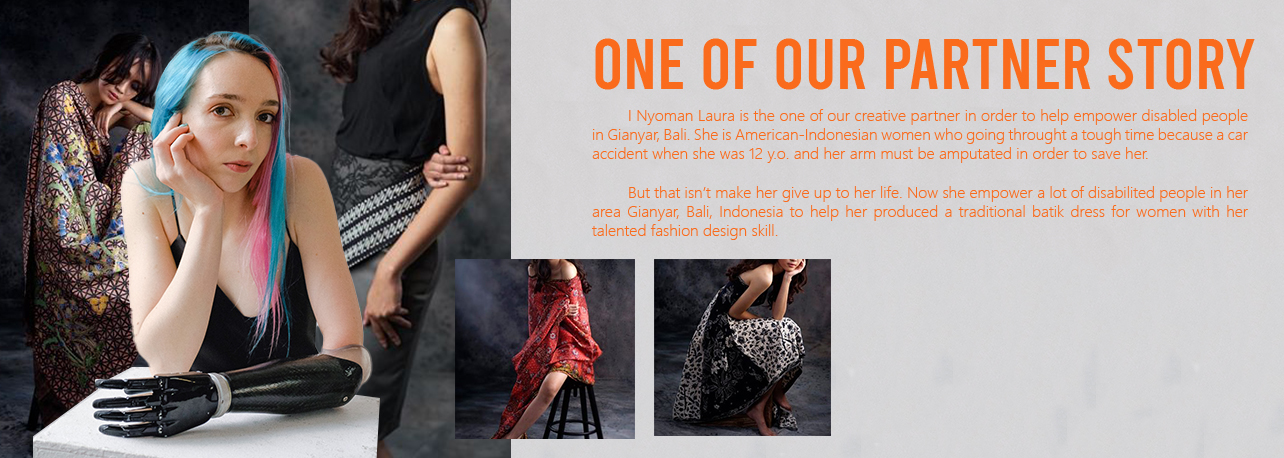 ONE OF OUR PARTNER STORY
I Nyoman Laura is the one of our creative partner in order to help empower disabled people
in Gianyar, Bali. She is American-Indonesian women who going throught a tough time because a car
accident when she was 12 y.o. and her arm must be amputated in order to save her.
But that isn't make her give up to her life. Now she empower a lot of disabilited people in her
area Gianyar, Bali, Indonesia to help her produced a traditional batik dress for women with her
talented fashion design skill.